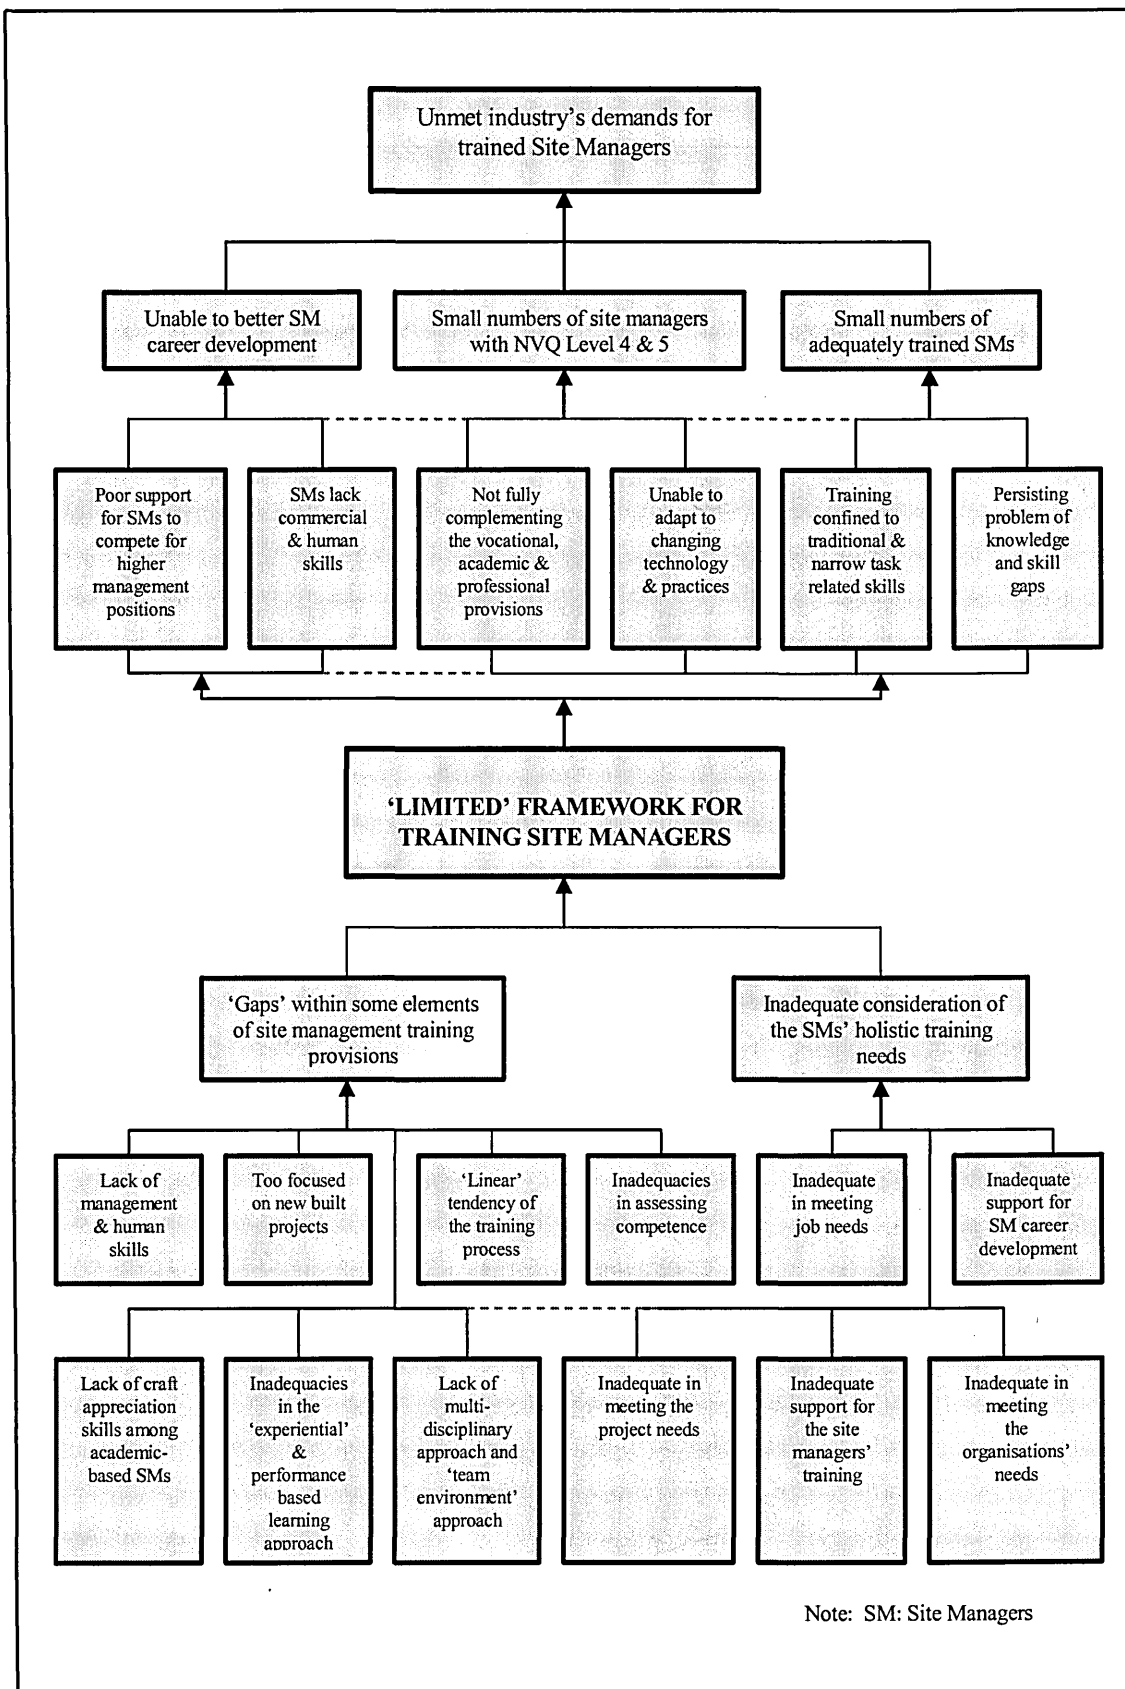 Unmet industry's demands for
trained Site Managers
Unable to better SM
career development
Small numbers of site managers
with NVQ Level 4 & 5
Small numbers of
adequately trained SMs
Poor support
for SMs to
compete for
higher
management
positions
SMs lack
commercial
& human
skills
Not fully
complementing
the vocational,
academic &
professional
provisions
Unable to
adapt to
changing
technology
& practices
Training
confined to
traditional &
narrow task
related skills
Persisting
problem of
knowledge
and skill
gaps
‘LIMITED’ FRAMEWORK FOR
TRAINING SITE MANAGERS
‘Gaps’ within some elements
of site management training
provisions
Inadequate consideration of
the SMs’ holistic training
needs
Lack of
management
& human
skills
Too focused
on new built
projects
‘Linear’
tendency of
the training
process
Inadequacies
in assessing
competence
Inadequate
in meeting
job needs
Inadequate
support for
SM career
development
Lack of craft
appreciation
skills among
academic-
based SMs
Inadequacies
in the
‘experiential’
&
performance
based
learning
approach
Lack of
multi-
disciplinary
approach and
‘team
environment’
approach
Inadequate in
meeting the
project needs
Inadequate
support for
the site
managers’
training
Inadequate in
meeting
the
organisations’
needs
Note: SM: Site Managers